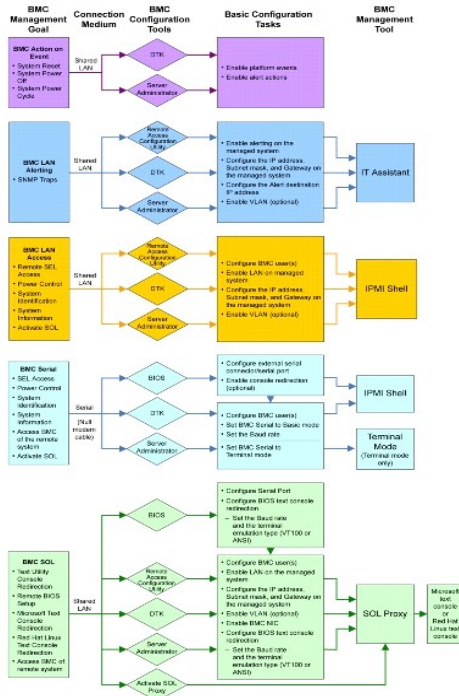 BMC
Management
Goal
Connection
Medium
BMC
Configuration
Tools
Basic Configuration
Tasks
BMC
Management
Tool
BMC Action on
Event
• System Reset
• System Power
Off
• System Power
Cycle
Shared
LAN
DTK
Server
Administrator
• Enable platform events
• Enable alert actions
BMC LAN
Alerting
• SNMP Traps
Shared
LAN
Remote
Access
Configuration
Utility
DTK
Server
Administrator
• Enable alerting on the
managed system
• Configure the IP address,
Subnet mask, and Gateway on
the managed system
• Configure the Alert destination
IP address
• Enable VLAN (optional)
IT Assistant
BMC LAN
Access
• Remote SEL
Access
• Power Control
• System
Identification
• System
Information
• Activate SOL
Shared
LAN
Remote
Access
Configuration
Utility
DTK
Server
Administrator
• Configure BMC user(s)
• Enable LAN on managed
system
• Configure the IP address,
Subnet mask, and Gateway on
the managed system
• Enable VLAN (optional)
IPMI Shell
BMC Serial
• SEL Access
• Power Control
• System
Identification
• System
Information
• Access BMC
of the remote
system
• Activate SOL
Serial
(Null
modem
cable)
BIOS
DTK
Server
Administrator
• Configure external serial
connector/serial port
• Enable console redirection
(optional)
• Configure BMC user(s)
• Set BMC Serial to Basic mode
• Set the Baud rate
• Set BMC Serial to
Terminal mode
IPMI Shell
Terminal
Mode
(Terminal mode
only)
BMC SOL
• Text Utility
Console
Redirection
• Remote BIOS
Setup
• Microsoft Text
Console
Redirection
• Red Hat Linux
Text Console
Redirection
• Access BMC
of remote system
Shared
LAN
BIOS
Remote
Access
Configuration
Utility
DTK
Server
Administrator
Activate SOL
Proxy
• Configure Serial Port
• Configure BIOS text console
redirection
– Set the Baud rate
and the terminal
emulation type (VT100 or
ANSI)
• Configure BMC user(s)
• Enable LAN on the managed
system
• Configure the IP address,
Subnet mask, and Gateway on
the managed system
• Enable VLAN (optional)
• Enable BMC NIC
• Configure BIOS text console
redirection
– Set the Baud rate
and the terminal
emulation type (VT100 or
ANSI)
SOL Proxy
Microsoft
text
console
or
Red Hat
Linux text
console